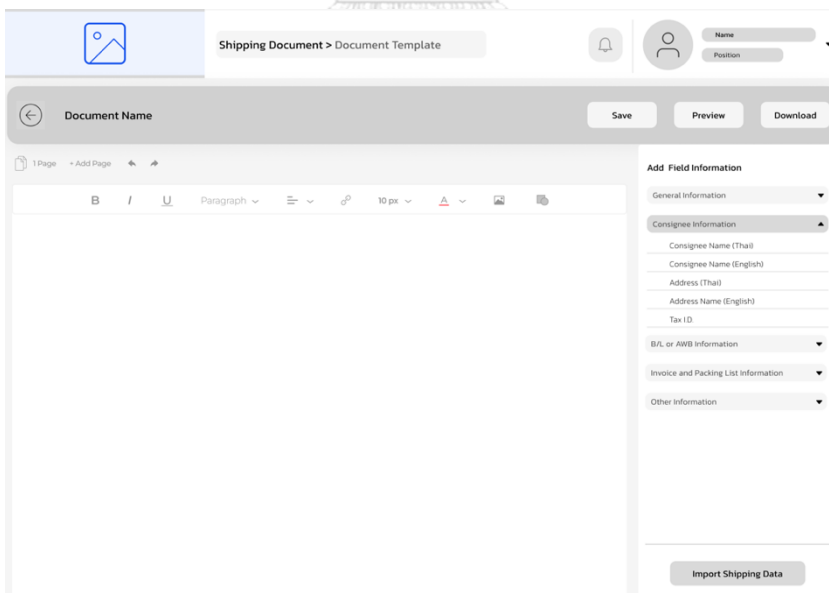 Shipping Document > Document Template
Name
Position
Document Name
Save
Preview
Download
1 Page
+ Add Page
B I U Paragraph 10 px A
Add Field Information
General Information
Consignee Information
Consignee Name (Thai)
Consignee Name (English)
Address (Thai)
Address Name (English)
Tax I.D.
B/L or AWB Information
Invoice and Packing List Information
Other Information
Import Shipping Data